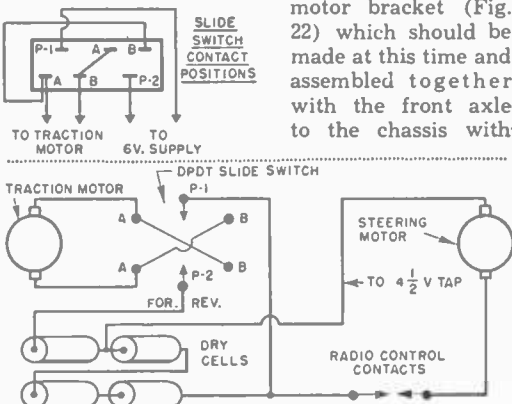 SLIDE
SWITCH
CONTACT
POSITIONS
P-1 A B
A B P-2
TO TRACTION
MOTOR
TO
6V. SUPPLY
motor bracket (Fig.
22) which should be
made at this time and
assembled together
with the front axle
to the chassis with-
DPDT SLIDE SWITCH
TRACTION MOTOR
P-1
A B
A B
P-2
FOR. REV.
STEERING
MOTOR
TO 4 1/2 V TAP
DRY
CELLS
RADIO CONTROL
CONTACTS